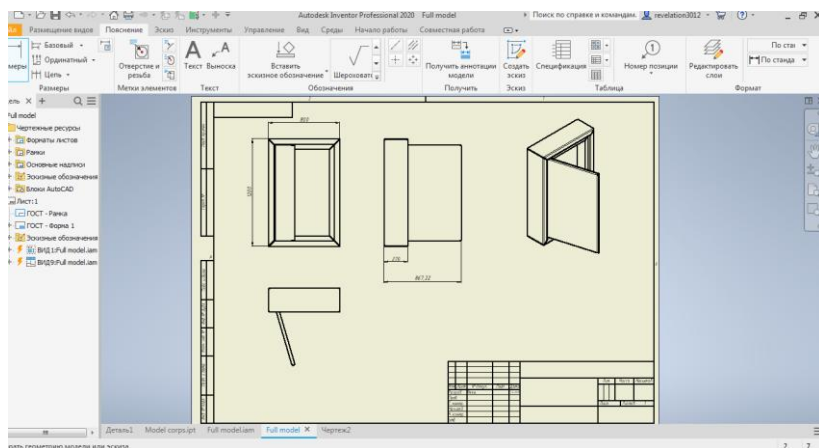 Autodesk Inventor Professional 2020 Full model
Поиск по справке и командам.
revelation3012
Размещение видов Пояснение Эскиз Инструменты Управление Вид Среды Начало работы Совместная работа
Базовый
Ординатный
Цепь
Отверстие и резьба
Текст Выноска
Вставить эскизное обозначение
Получить аннотации модели
Создать эскиз
Спецификация
Номер позиции
Редактировать слои
По стан
По станда
Размеры Метки элементов Текст Обозначения Получить Эскиз Таблица Формат
Full model
Чертежные ресурсы
Форматы листов
Рамки
Основные надписи
Эскизные обозначения
Блоки AutoCAD
Лист:1
ГОСТ - Рамка
ГОСТ - Форма 1
Эскизные обозначения
ВИД1:Full model.iam
ВИД9:Full model.iam
800
270
867,22
Деталь1 Model corps.ipt Full model.iam Full model Чертеж2